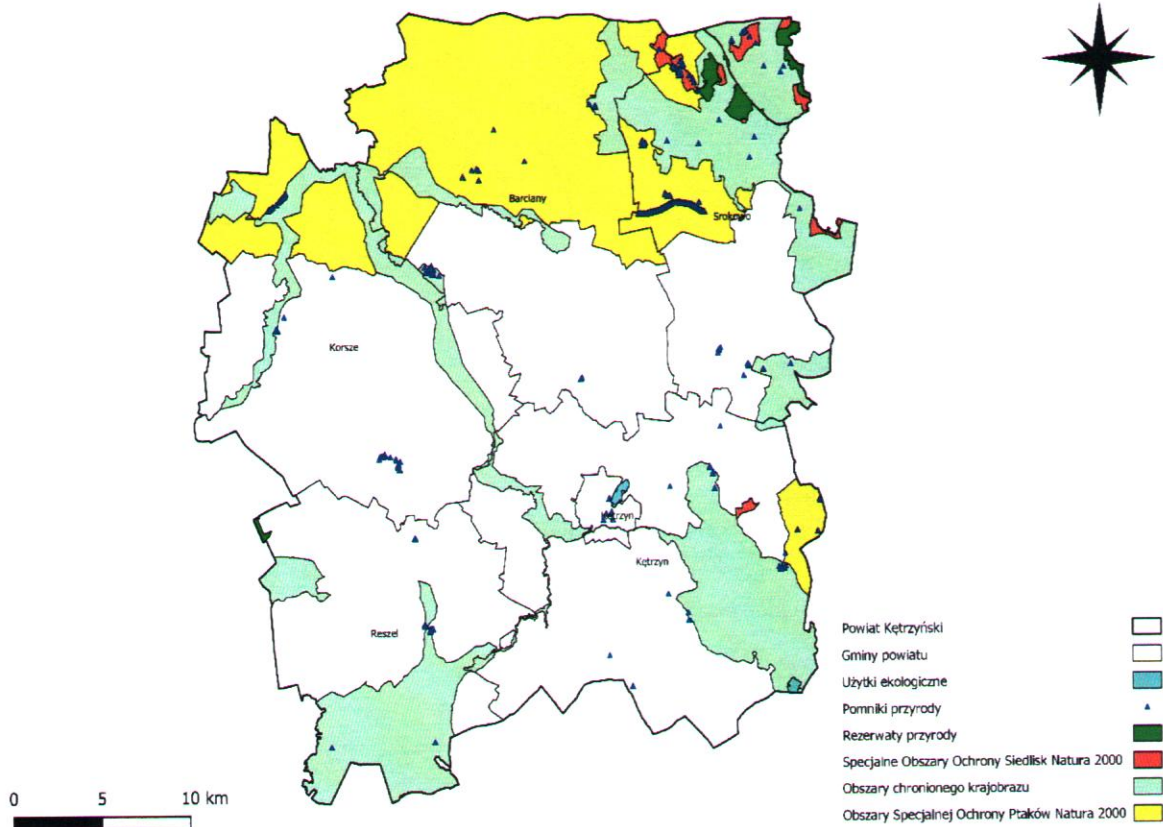 Barciany
Srokowo
Korsze
Kętrzyn
Kętrzyn
Reszel
Powiat Kętrzyński
Gminy powiatu
Użytki ekologiczne
Pomniki przyrody
Rezerwaty przyrody
Specjalne Obszary Ochrony Siedlisk Natura 2000
Obszary chronionego krajobrazu
Obszary Specjalnej Ochrony Ptaków Natura 2000
0 5 10 km